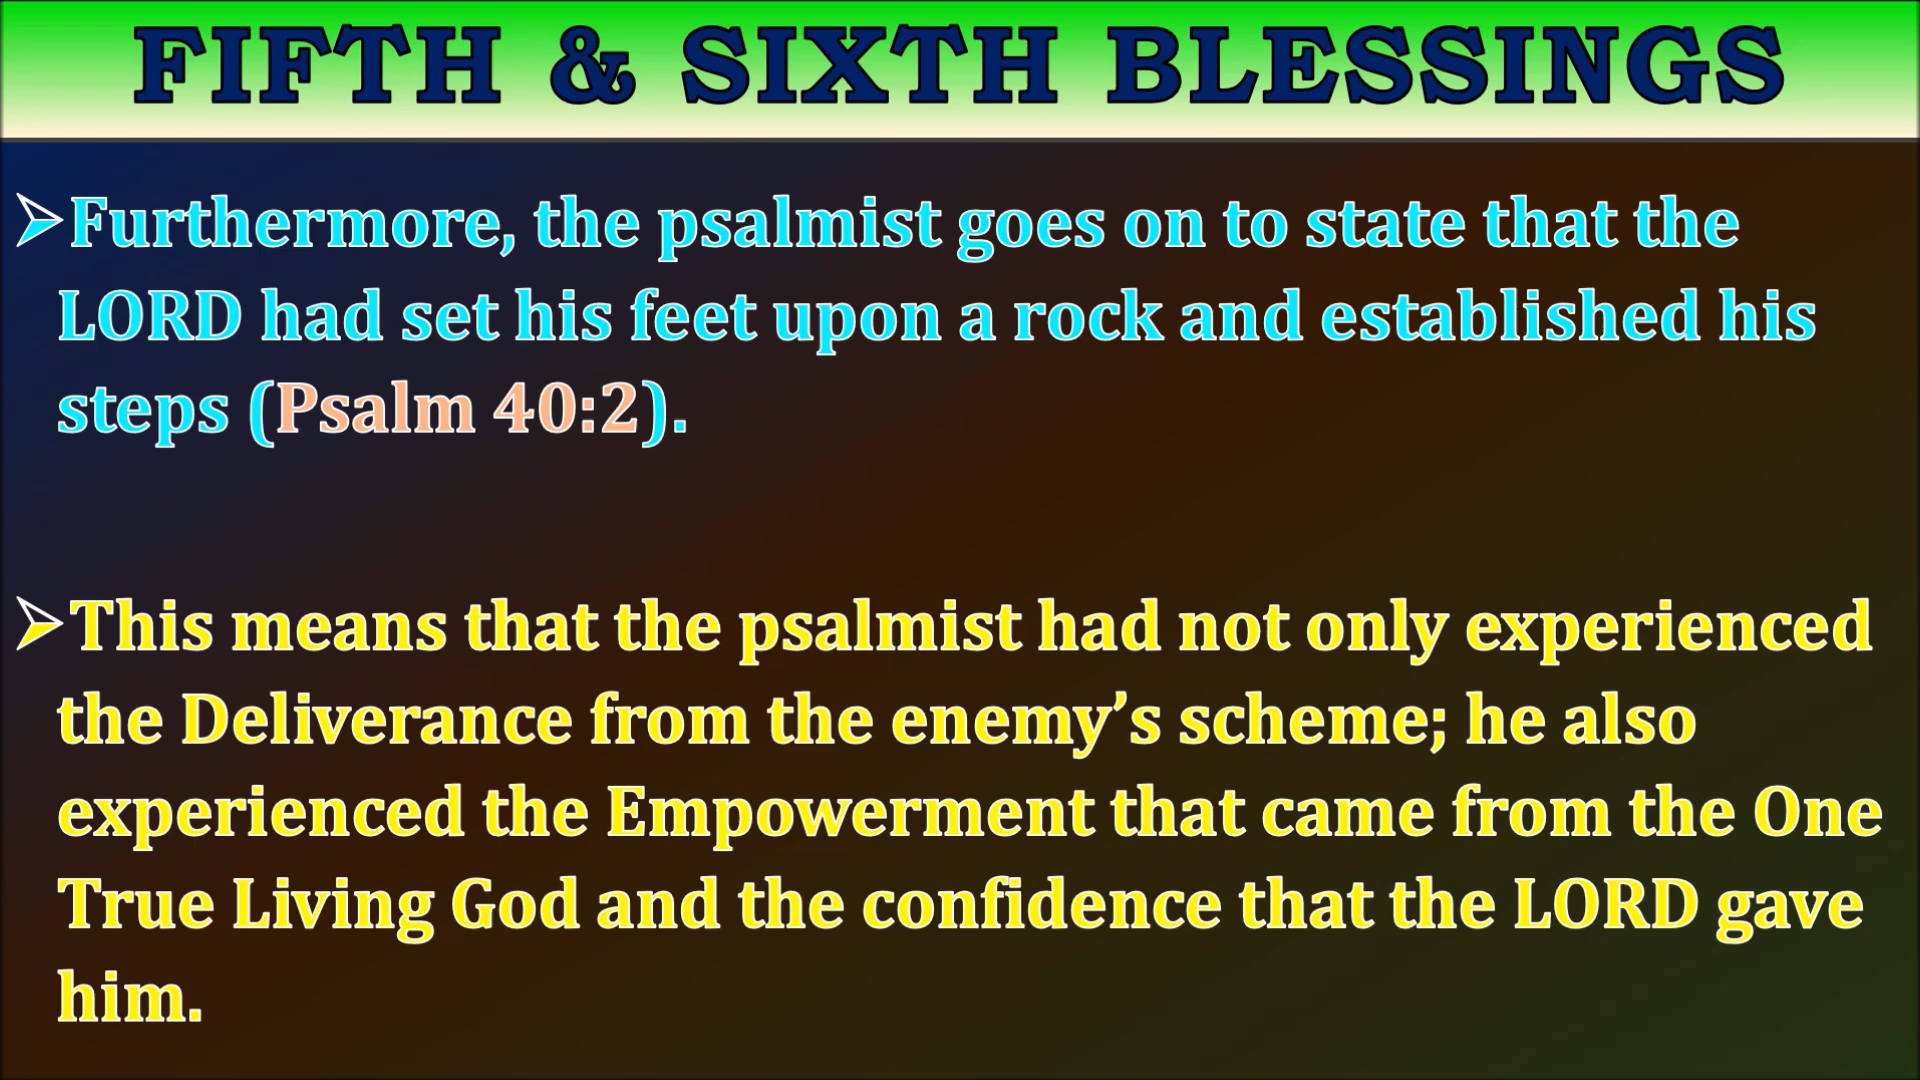 FIFTH & SIXTH BLESSINGS
➢Furthermore, the psalmist goes on to state that the
LORD had set his feet upon a rock and established his
steps (Psalm 40:2).
➢This means that the psalmist had not only experienced
the Deliverance from the enemy’s scheme; he also
experienced the Empowerment that came from the One
True Living God and the confidence that the LORD gave
him.